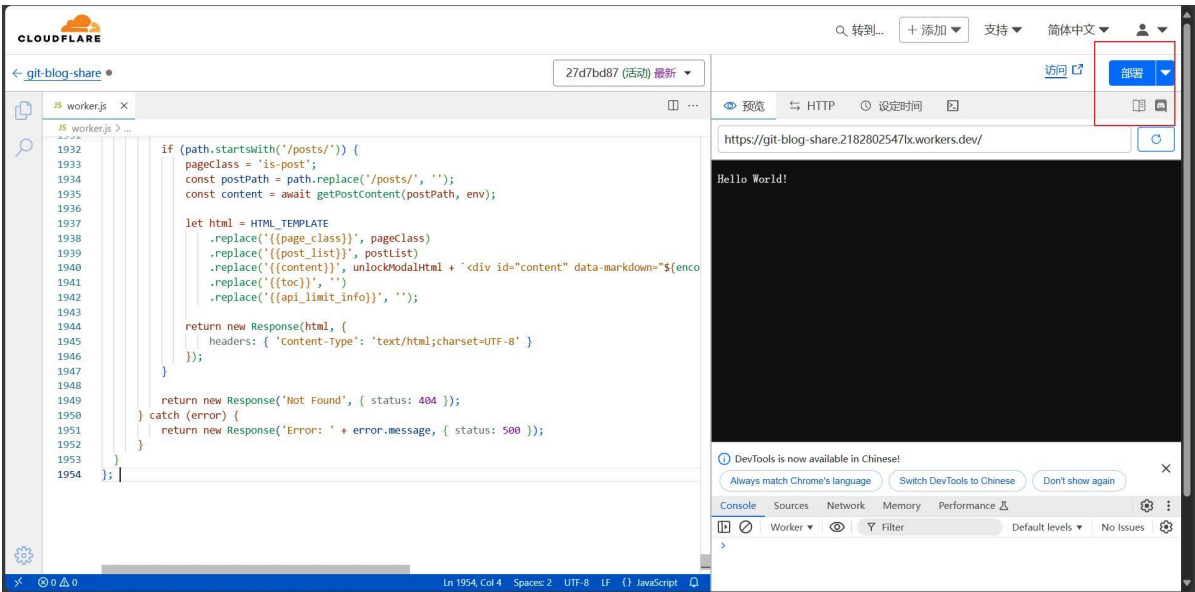 CLOUDFLARE
转到...
+ 添加
支持
简体中文
← git-blog-share
27d7bd87 (活动) 最新
访问
部署
JS worker.js ×
JS worker.js > ...
1931
1932 if (path.startsWith('/posts/')) {
1933 pageClass = 'is-post';
1934 const postPath = path.replace('/posts/', '');
1935 const content = await getPostContent(postPath, env);
1936
1937 let html = HTML_TEMPLATE
1938 .replace('{{page_class}}', pageClass)
1939 .replace('{{post_list}}', postList)
1940 .replace('{{content}}', unlockModalHtml + `<div id="content" data-markdown="${enco
1941 .replace('{{toc}}', '')
1942 .replace('{{api_limit_info}}', '');
1943
1944 return new Response(html, {
1945 headers: { 'Content-Type': 'text/html;charset=UTF-8' }
1946 });
1947 }
1948
1949 return new Response('Not Found', { status: 404 });
1950 } catch (error) {
1951 return new Response('Error: ' + error.message, { status: 500 });
1952 }
1953 }
1954 };
预览
HTTP
设定时间
https://git-blog-share.2182802547lx.workers.dev/
Hello World!
DevTools is now available in Chinese!
Always match Chrome's language
Switch DevTools to Chinese
Don't show again
Console Sources Network Memory Performance
Worker
Filter
Default levels
No Issues
0 0
Ln 1954, Col 4 Spaces: 2 UTF-8 LF {} JavaScript